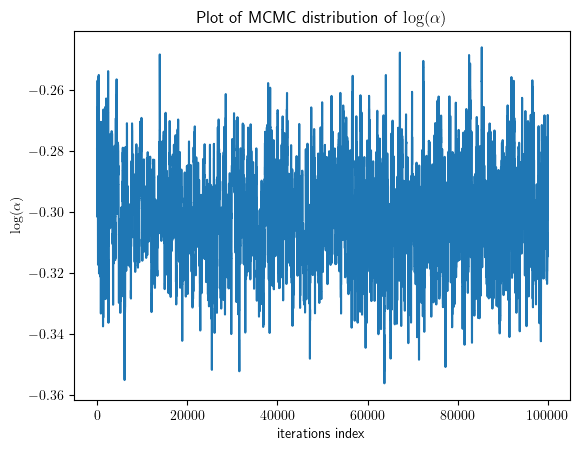 Plot of MCMC distribution of log(α)
−0.26
−0.28
−0.30
−0.32
−0.34
−0.36
log(α)
0 20000 40000 60000 80000 100000
iterations index